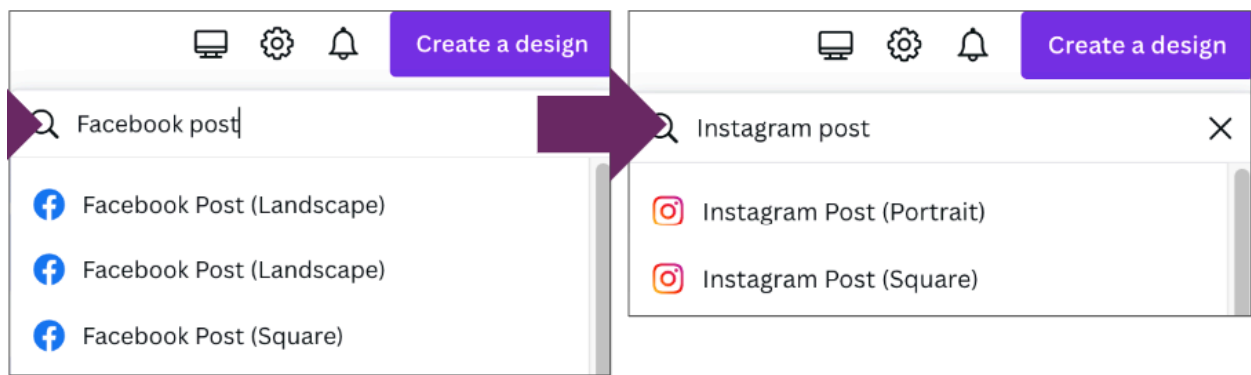 Create a design
Facebook post
Facebook Post (Landscape)
Facebook Post (Landscape)
Facebook Post (Square)
Create a design
Instagram post
Instagram Post (Portrait)
Instagram Post (Square)